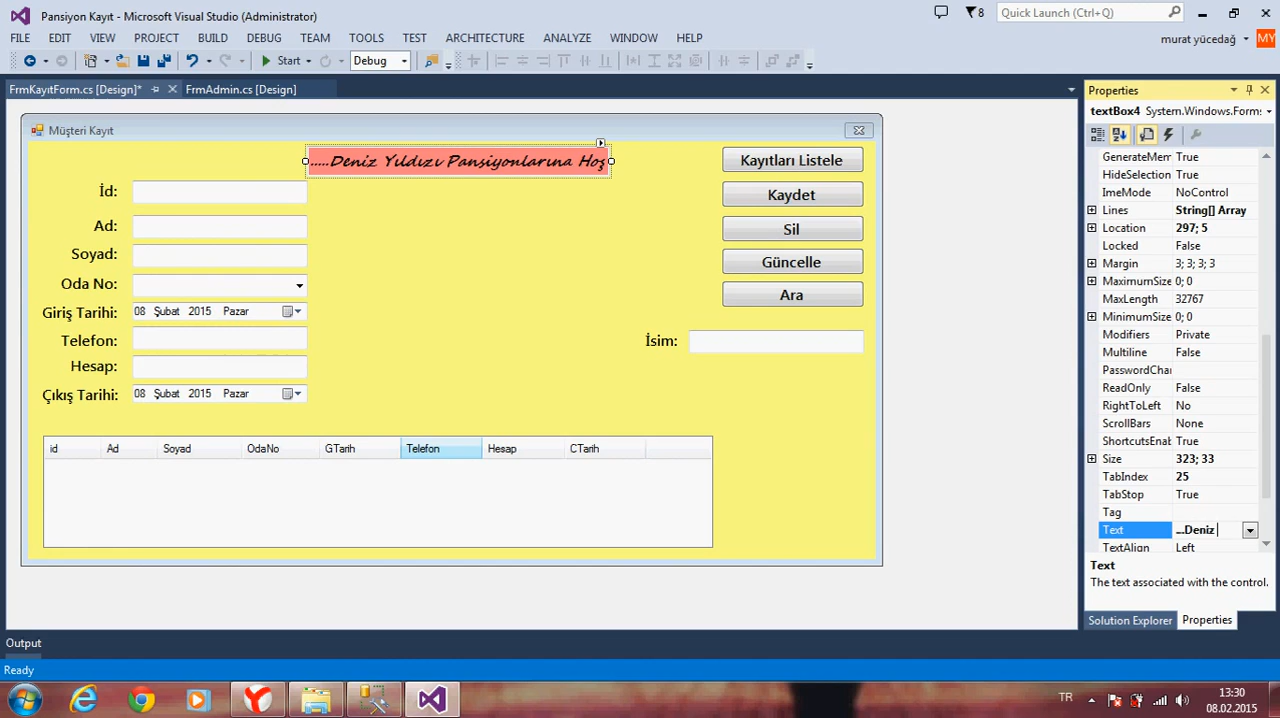 Pansiyon Kayıt - Microsoft Visual Studio (Administrator)
8
Quick Launch (Ctrl+Q)
FILE EDIT VIEW PROJECT BUILD DEBUG TEAM TOOLS TEST ARCHITECTURE ANALYZE WINDOW HELP
murat yücedağ
MY
Start
Debug
FrmKayıtForm.cs [Design]*
FrmAdmin.cs [Design]
Müşteri Kayıt
.....Deniz Yıldızı Pansiyonlarına Hoş
İd:
Ad:
Soyad:
Oda No:
Giriş Tarihi: 08 Şubat 2015 Pazar
Telefon:
Hesap:
Çıkış Tarihi: 08 Şubat 2015 Pazar
Kayıtları Listele
Kaydet
Sil
Güncelle
Ara
İsim:
id Ad Soyad OdaNo GTarih Telefon Hesap CTarih
Properties
textBox4 System.Windows.Form:
GenerateMem True
HideSelection True
ImeMode NoControl
Lines String[] Array
Location 297; 5
Locked False
Margin 3; 3; 3; 3
MaximumSize 0; 0
MaxLength 32767
MinimumSize 0; 0
Modifiers Private
Multiline False
PasswordChar
ReadOnly False
RightToLeft No
ScrollBars None
ShortcutsEnab True
Size 323; 33
TabIndex 25
TabStop True
Tag
Text ...Deniz
TextAlign Left
Text
The text associated with the control.
Solution Explorer Properties
Output
Ready
TR
13:30
08.02.2015